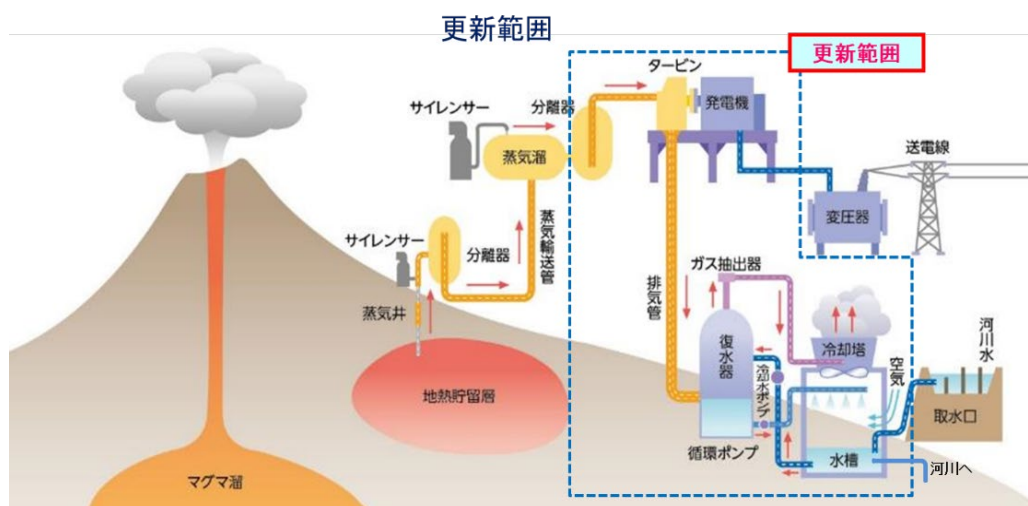 更新範囲
更新範囲
タービン
サイレンサー
分離器
発電機
蒸気溜
送電線
変圧器
サイレンサー
分離器
蒸気輸送管
蒸気井
ガス抽出器
排気管
復水器
冷却水ポンプ
冷却塔
空気
河川水
地熱貯留層
取水口
循環ポンプ
水槽
河川へ
マグマ溜